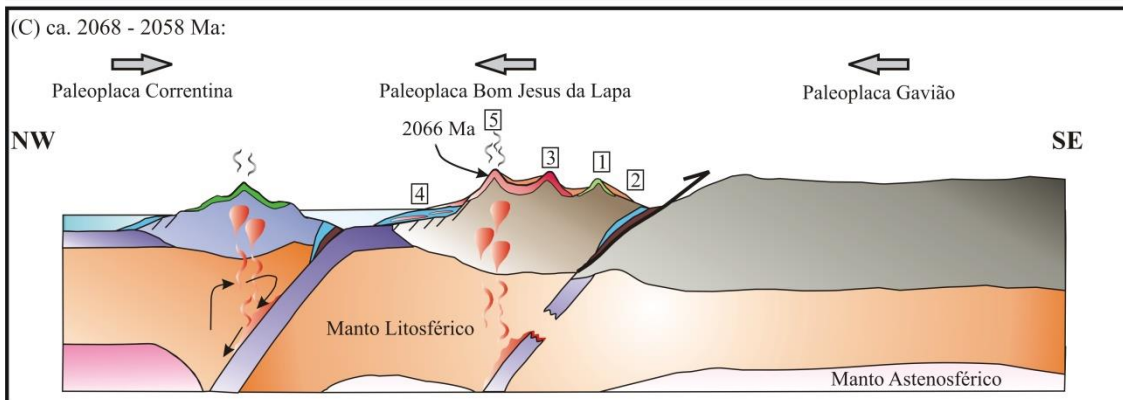 (C) ca. 2068 - 2058 Ma:
Paleoplaca Correntina
Paleoplaca Bom Jesus da Lapa
Paleoplaca Gavião
NW
SE
2066 Ma
5
3
1
2
4
Manto Litosférico
Manto Astenosférico